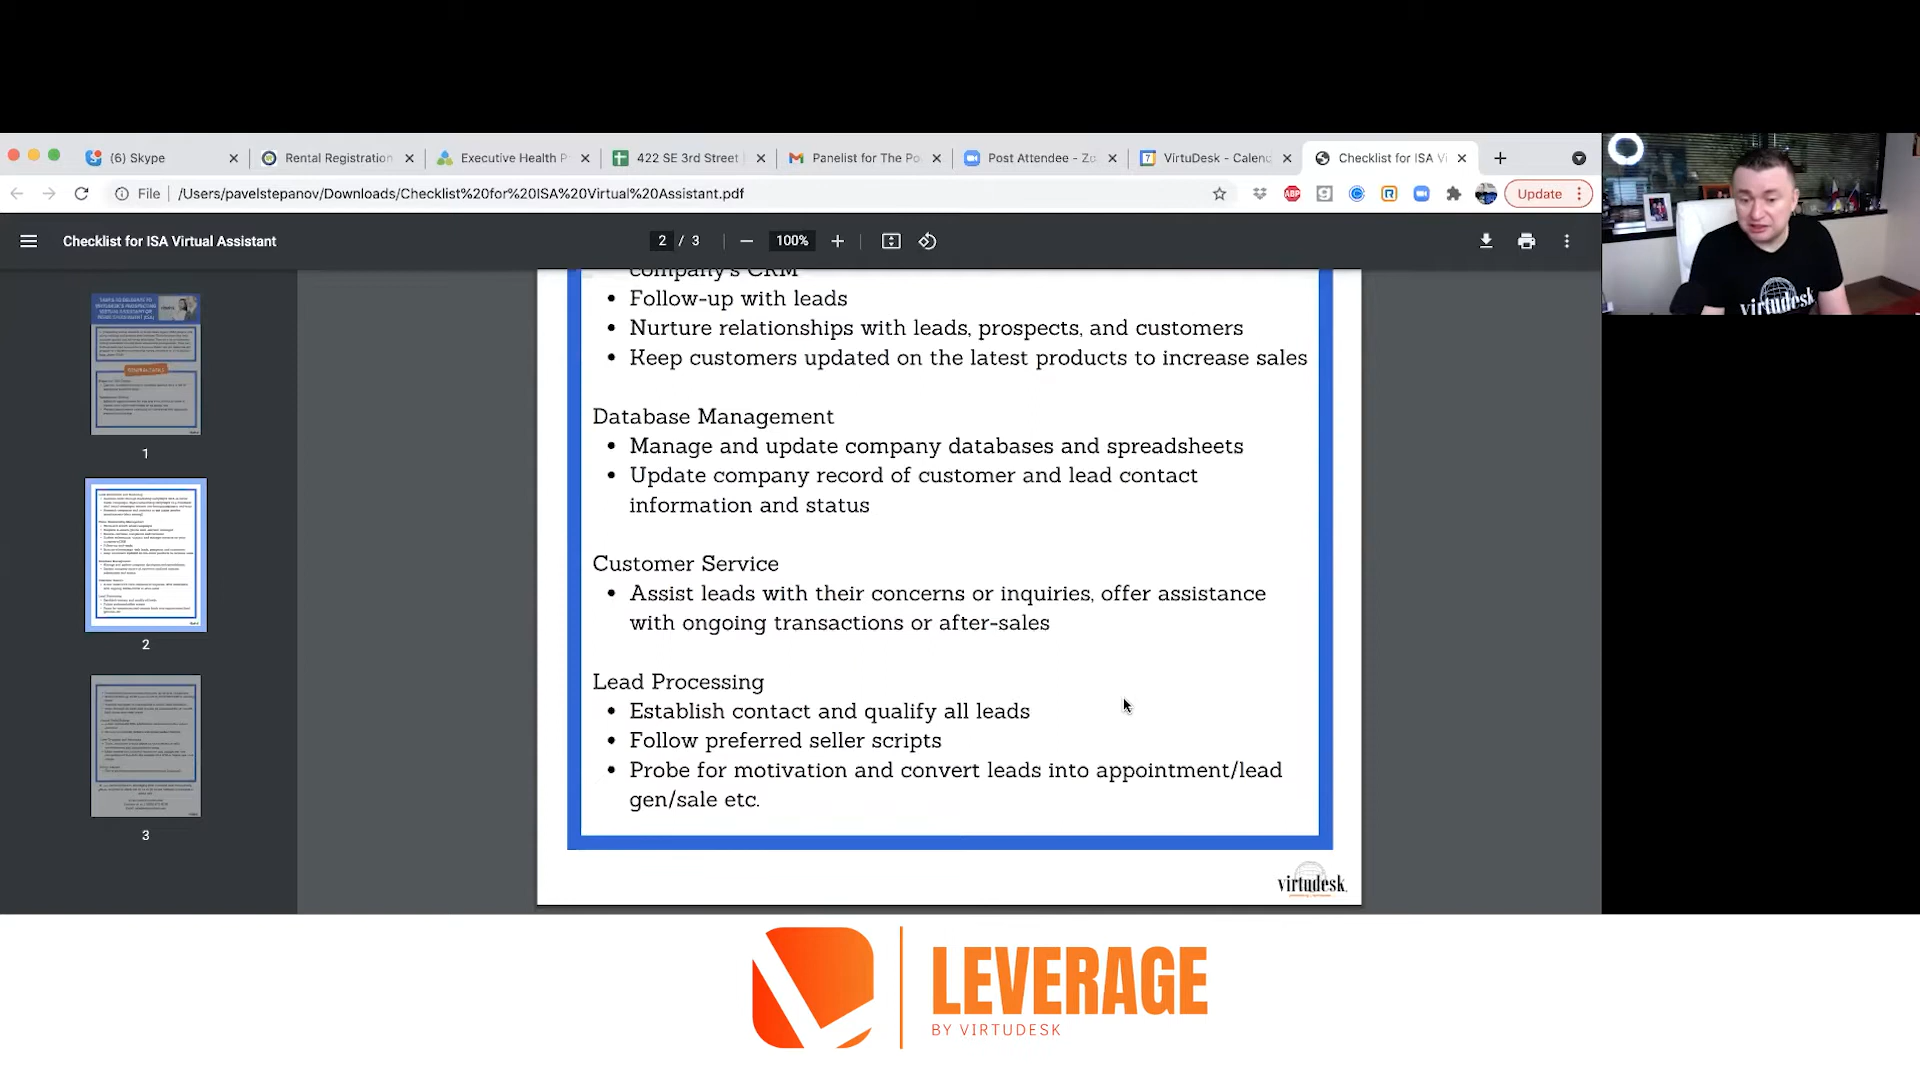 (6) Skype
Rental Registration
Executive Health P
422 SE 3rd Street
Panelist for The Po
Post Attendee - Zo
VirtuDesk - Calend
Checklist for ISA Vi
File
/Users/pavelstepanov/Downloads/Checklist%20for%20ISA%20Virtual%20Assistant.pdf
ABP
Update
Checklist for ISA Virtual Assistant
2 / 3
100%
company's CRM
• Follow-up with leads
• Nurture relationships with leads, prospects, and customers
• Keep customers updated on the latest products to increase sales
Database Management
• Manage and update company databases and spreadsheets
• Update company record of customer and lead contact
information and status
Customer Service
• Assist leads with their concerns or inquiries, offer assistance
with ongoing transactions or after-sales
Lead Processing
• Establish contact and qualify all leads
• Follow preferred seller scripts
• Probe for motivation and convert leads into appointment/lead
gen/sale etc.
virtudesk
1
2
3
virtudesk
LEVERAGE
BY VIRTUDESK